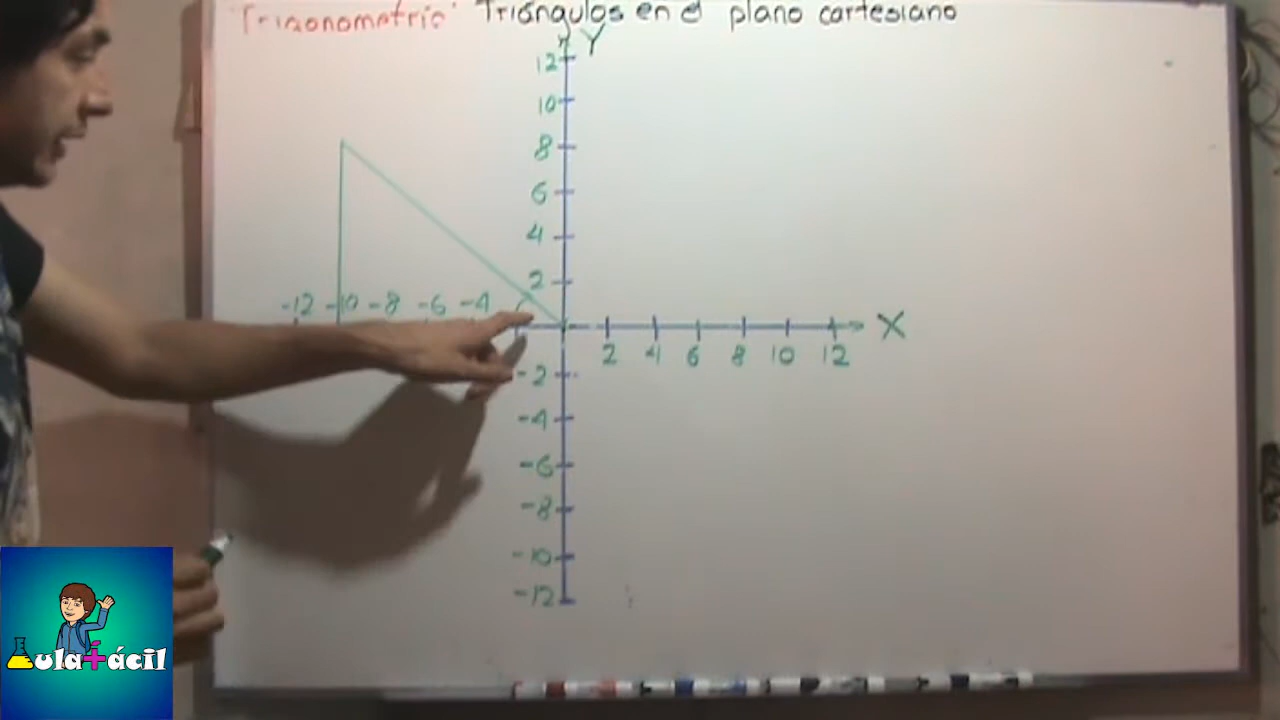 "Trigonometría" Triángulos en el plano cartesiano
Y
12
10
8
6
4
2
-12 -10 -8 -6 -4
X
2 4 6 8 10 12
-2
-4
-6
-8
-10
-12
Aula+ácil